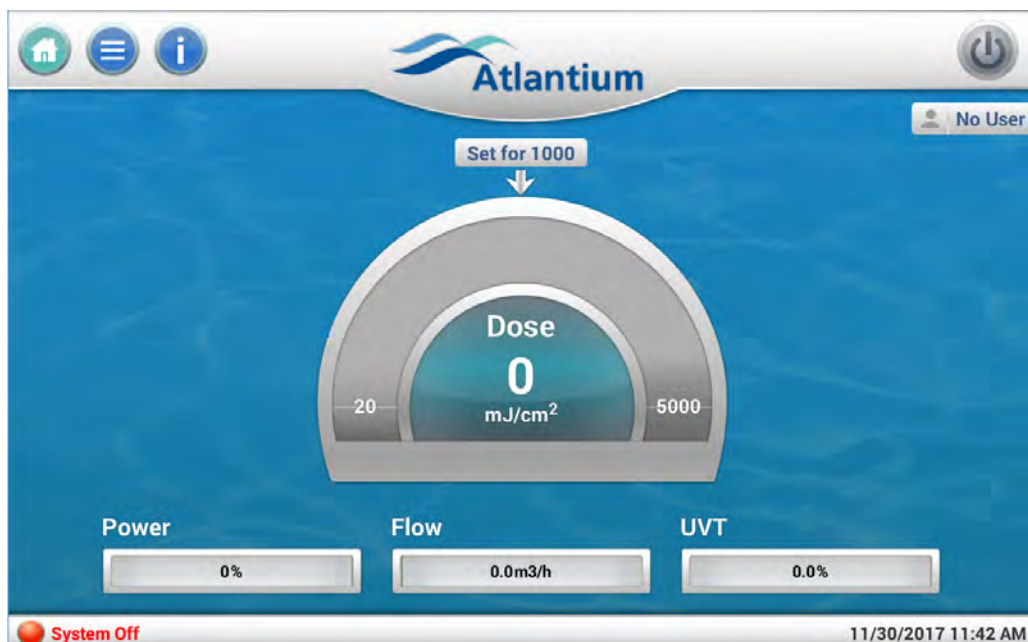 Atlantium
No User
Set for 1000
Dose
0
mJ/cm²
20
5000
Power
Flow
UVT
0%
0.0m3/h
0.0%
System Off
11/30/2017 11:42 AM